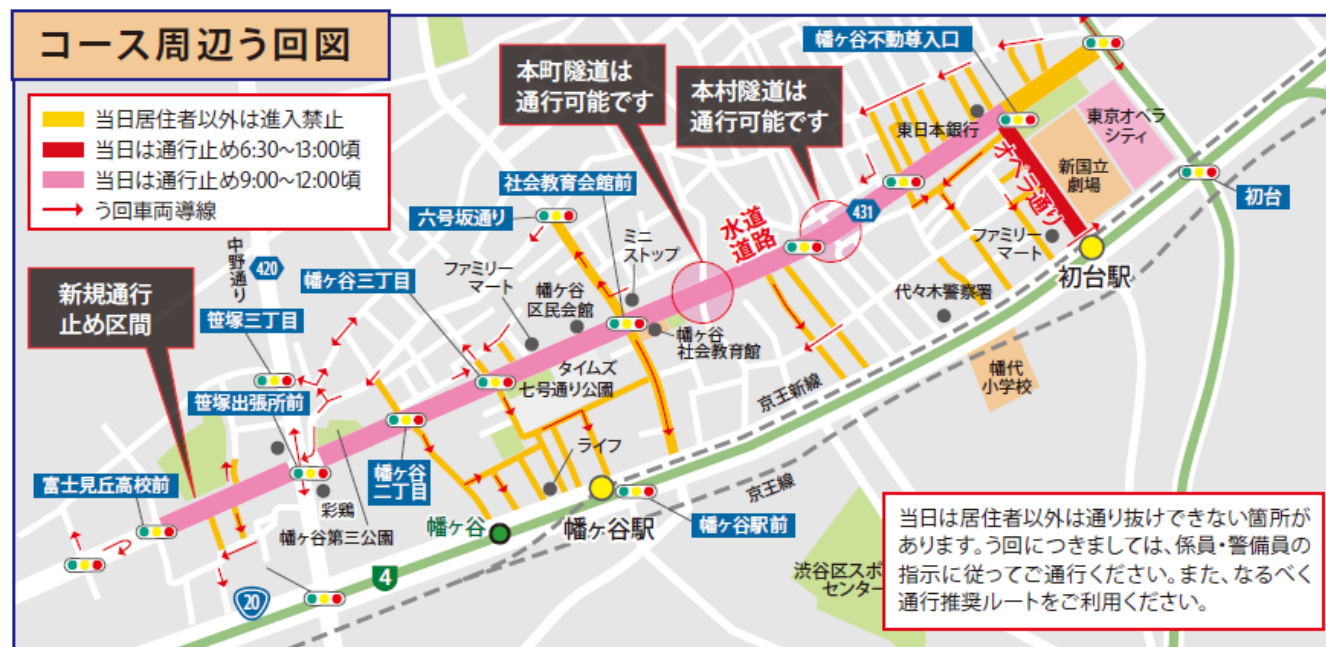 コース周辺う回図
当日居住者以外は進入禁止
当日は通行止め6:30〜13:00頃
当日は通行止め9:00〜12:00頃
う回車両導線
本町隧道は
通行可能です
本村隧道は
通行可能です
幡ヶ谷不動尊入口
東日本銀行
東京オペラ
シティ
新国立
劇場
オペラ通り
初台
ファミリー
マート
初台駅
431
水道
道路
社会教育会館前
六号坂通り
ミニ
ストップ
中野通り
420
幡ヶ谷三丁目
ファミリー
マート
幡ヶ谷
区民会館
幡ヶ谷
社会教育館
代々木警察署
新規通行
止め区間
笹塚三丁目
笹塚出張所前
タイムズ
七号通り公園
京王新線
幡代
小学校
富士見丘高校前
彩鶏
幡ヶ谷第三公園
幡ヶ谷
二丁目
ライフ
幡ヶ谷
幡ヶ谷駅
幡ヶ谷駅前
京王線
4
20
渋谷区スポ
センター
当日は居住者以外は通り抜けできない箇所が
あります。う回につきましては、係員・警備員の
指示に従ってご通行ください。また、なるべく
通行推奨ルートをご利用ください。